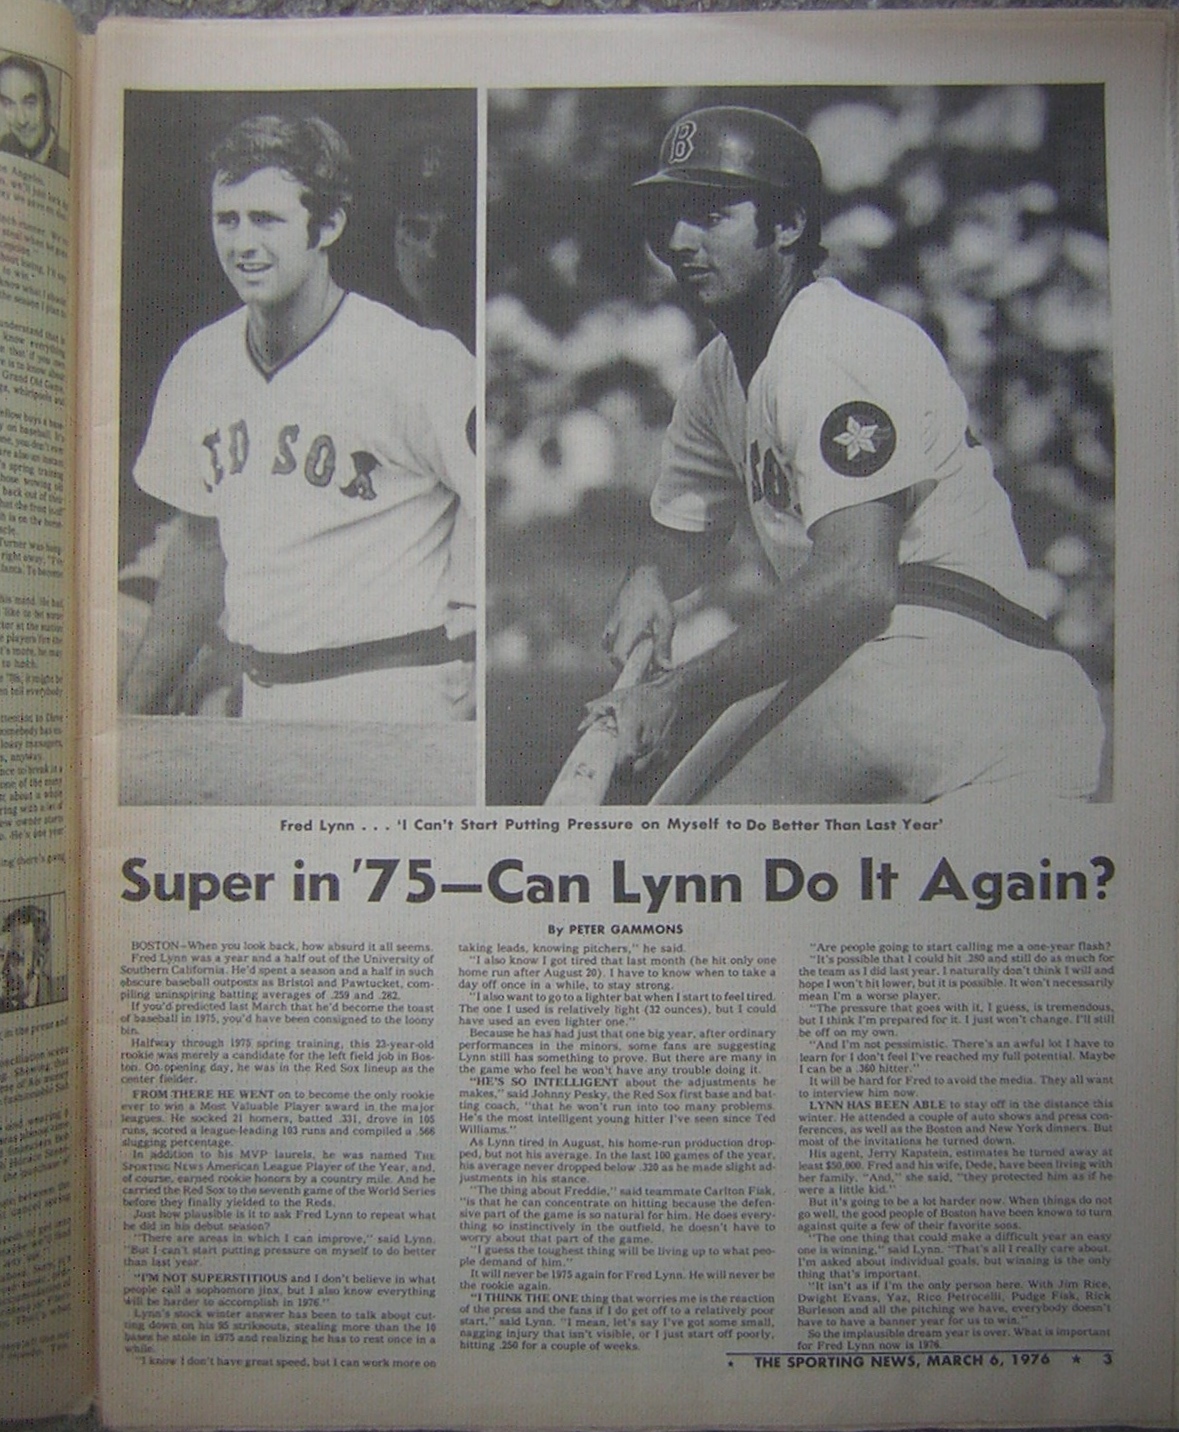 B
ED SOX
Fred Lynn . . . 'I Can't Start Putting Pressure on Myself to Do Better Than Last Year'
Super in '75—Can Lynn Do It Again?
By PETER GAMMONS
BOSTON—When you look back, how absurd it all seems.
Fred Lynn was a year and a half out of the University of
Southern California. He'd spent a season and a half in such
obscure baseball outposts as Bristol and Pawtucket, com-
piling uninspiring batting averages of .259 and .282.
If you'd predicted last March that he'd become the toast
of baseball in 1975, you'd have been consigned to the loony
bin.
Halfway through 1975 spring training, this 23-year-old
rookie was merely a candidate for the left field job in Bos-
ton. On opening day, he was in the Red Sox lineup as the
center fielder.
FROM THERE HE WENT on to become the only rookie
ever to win a Most Valuable Player award in the major
leagues. He socked 21 homers, batted .331, drove in 105
runs, scored a league-leading 103 runs and compiled a .566
slugging percentage.
In addition to his MVP laurels, he was named THE
SPORTING NEWS American League Player of the Year, and,
of course, earned rookie honors by a country mile. And he
carried the Red Sox to the seventh game of the World Series
before they finally yielded to the Reds.
Just how plausible is it to ask Fred Lynn to repeat what
he did in his debut season?
"There are areas in which I can improve," said Lynn.
"But I can't start putting pressure on myself to do better
than last year.
"I'M NOT SUPERSTITIOUS and I don't believe in what
people call a sophomore jinx, but I also know everything
will be harder to accomplish in 1976."
Lynn's stock winter answer has been to talk about cut-
ting down on his 95 strikeouts, stealing more than the 10
bases he stole in 1975 and realizing he has to rest once in a
while.
"I know I don't have great speed, but I can work more on
taking leads, knowing pitchers," he said.
"I also know I got tired that last month (he hit only one
home run after August 20). I have to know when to take a
day off once in a while, to stay strong.
"I also want to go to a lighter bat when I start to feel tired.
The one I used is relatively light (32 ounces), but I could
have used an even lighter one."
Because he has had just that one big year, after ordinary
performances in the minors, some fans are suggesting
Lynn still has something to prove. But there are many in
the game who feel he won't have any trouble doing it.
"HE'S SO INTELLIGENT about the adjustments he
makes," said Johnny Pesky, the Red Sox first base and bat-
ting coach, "that he won't run into too many problems.
He's the most intelligent young hitter I've seen since Ted
Williams."
As Lynn tired in August, his home-run production drop-
ped, but not his average. In the last 100 games of the year,
his average never dropped below .320 as he made slight ad-
justments in his stance.
"The thing about Freddie," said teammate Carlton Fisk,
"is that he can concentrate on hitting because the defen-
sive part of the game is so natural for him. He does every-
thing so instinctively in the outfield, he doesn't have to
worry about that part of the game.
"I guess the toughest thing will be living up to what peo-
ple demand of him."
It will never be 1975 again for Fred Lynn. He will never be
the rookie again.
"I THINK THE ONE thing that worries me is the reaction
of the press and the fans if I do get off to a relatively poor
start," said Lynn. "I mean, let's say I've got some small,
nagging injury that isn't visible, or I just start off poorly,
hitting .250 for a couple of weeks.
"Are people going to start calling me a one-year flash?
"It's possible that I could hit .280 and still do as much for
the team as I did last year. I naturally don't think I will and
hope I won't hit lower, but it is possible. It won't necessarily
mean I'm a worse player.
"The pressure that goes with it, I guess, is tremendous,
but I think I'm prepared for it. I just won't change. I'll still
be off on my own.
"And I'm not pessimistic. There's an awful lot I have to
learn for I don't feel I've reached my full potential. Maybe
I can be a .360 hitter."
It will be hard for Fred to avoid the media. They all want
to interview him now.
LYNN HAS BEEN ABLE to stay off in the distance this
winter. He attended a couple of auto shows and press con-
ferences, as well as the Boston and New York dinners. But
most of the invitations he turned down.
His agent, Jerry Kapstein, estimates he turned away at
least $50,000. Fred and his wife, Dede, have been living with
her family. "And," she said, "they protected him as if he
were a little kid."
But it's going to be a lot harder now. When things do not
go well, the good people of Boston have been known to turn
against quite a few of their favorite sons.
"The one thing that could make a difficult year an easy
one is winning," said Lynn. "That's all I really care about.
I'm asked about individual goals, but winning is the only
thing that's important.
"It isn't as if I'm the only person here. With Jim Rice,
Dwight Evans, Yaz, Rico Petrocelli, Pudge Fisk, Rick
Burleson and all the pitching we have, everybody doesn't
have to have a banner year for us to win."
So the implausible dream year is over. What is important
for Fred Lynn now is 1976.
★ THE SPORTING NEWS, MARCH 6, 1976 ★ 3